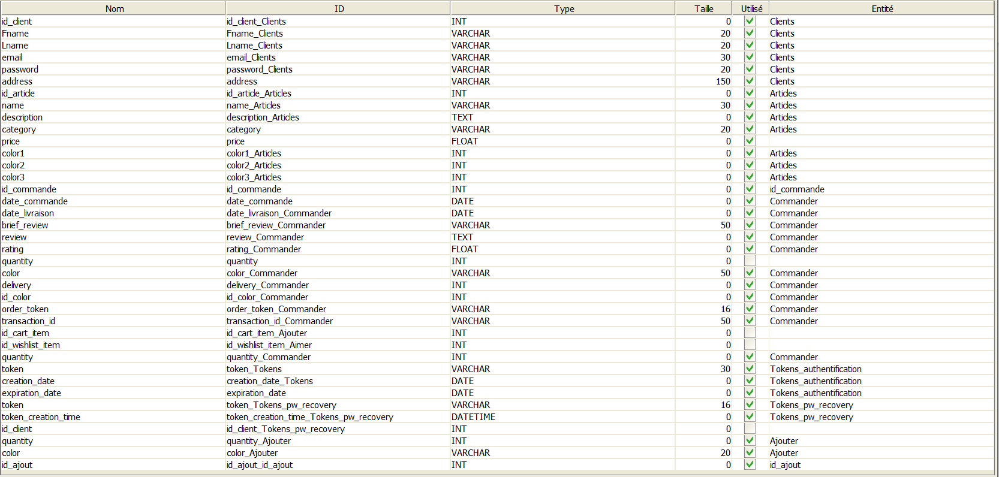 Nom ID Type Taille Utilisé Entité
id_client id_client_Clients INT 0 Clients
Fname Fname_Clients VARCHAR 20 Clients
Lname Lname_Clients VARCHAR 20 Clients
email email_Clients VARCHAR 30 Clients
password password_Clients VARCHAR 20 Clients
address address VARCHAR 150 Clients
id_article id_article_Articles INT 0 Articles
name name_Articles VARCHAR 30 Articles
description description_Articles TEXT 0 Articles
category category VARCHAR 20 Articles
price price FLOAT 0
color1 color1_Articles INT 0 Articles
color2 color2_Articles INT 0 Articles
color3 color3_Articles INT 0 Articles
id_commande id_commande INT 0 id_commande
date_commande date_commande DATE 0 Commander
date_livraison date_livraison_Commander DATE 0 Commander
brief_review brief_review_Commander VARCHAR 50 Commander
review review_Commander TEXT 0 Commander
rating rating_Commander FLOAT 0 Commander
quantity quantity INT 0
color color_Commander VARCHAR 50 Commander
delivery delivery_Commander INT 0 Commander
id_color id_color_Commander INT 0 Commander
order_token order_token_Commander VARCHAR 16 Commander
transaction_id transaction_id_Commander VARCHAR 50 Commander
id_cart_item id_cart_item_Ajouter INT 0
id_wishlist_item id_wishlist_item_Aimer INT 0
quantity quantity_Commander INT 0 Commander
token token_Tokens VARCHAR 30 Tokens_authentification
creation_date creation_date_Tokens DATE 0 Tokens_authentification
expiration_date expiration_date DATE 0 Tokens_authentification
token token_Tokens_pw_recovery VARCHAR 16 Tokens_pw_recovery
token_creation_time token_creation_time_Tokens_pw_recovery DATETIME 0 Tokens_pw_recovery
id_client id_client_Tokens_pw_recovery INT 0
quantity quantity_Ajouter INT 0 Ajouter
color color_Ajouter VARCHAR 20 Ajouter
id_ajout id_ajout_id_ajout INT 0 id_ajout